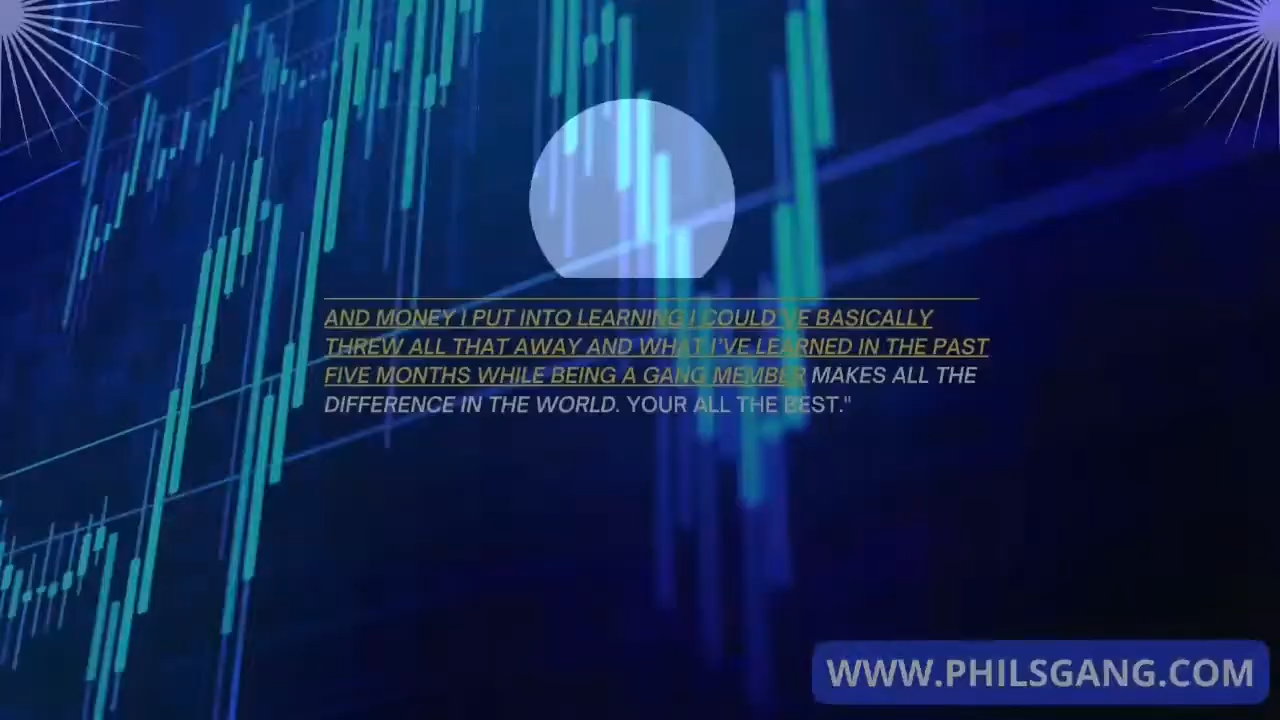 AND MONEY I PUT INTO LEARNING I COULD'VE BASICALLY
THREW ALL THAT AWAY AND WHAT I'VE LEARNED IN THE PAST
FIVE MONTHS WHILE BEING A GANG MEMBER MAKES ALL THE
DIFFERENCE IN THE WORLD. YOUR ALL THE BEST."
WWW.PHILSGANG.COM